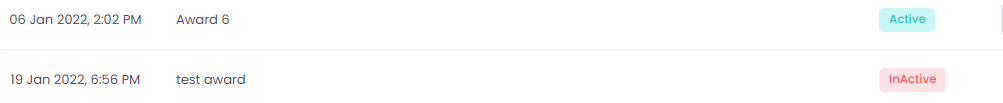 06 Jan 2022, 2:02 PM Award 6 Active
19 Jan 2022, 6:56 PM test award InActive